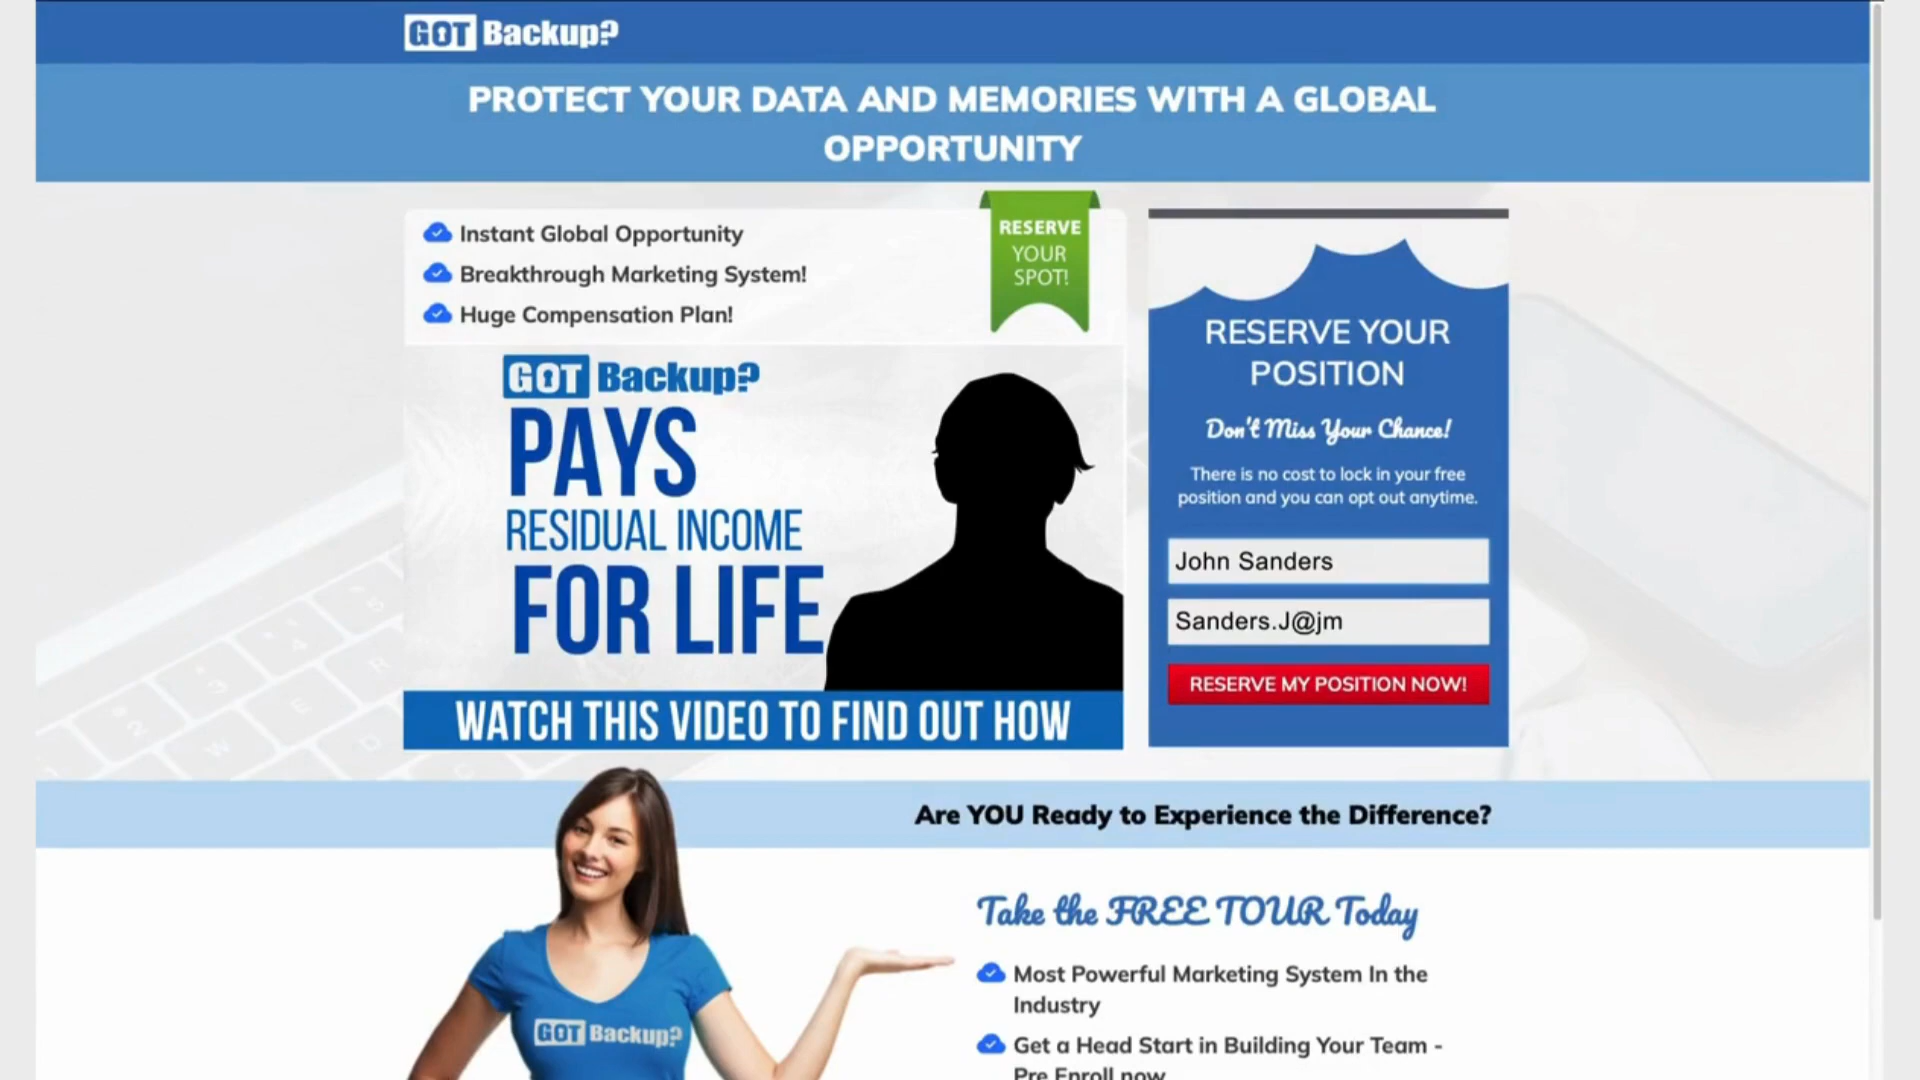 GOT Backup?
PROTECT YOUR DATA AND MEMORIES WITH A GLOBAL
OPPORTUNITY
Instant Global Opportunity
Breakthrough Marketing System!
Huge Compensation Plan!
RESERVE
YOUR
SPOT!
GOT Backup?
PAYS
RESIDUAL INCOME
FOR LIFE
WATCH THIS VIDEO TO FIND OUT HOW
RESERVE YOUR
POSITION
Don't Miss Your Chance!
There is no cost to lock in your free
position and you can opt out anytime.
John Sanders
Sanders.J@jm
RESERVE MY POSITION NOW!
Are YOU Ready to Experience the Difference?
GOT Backup?
Take the FREE TOUR Today
Most Powerful Marketing System In the
Industry
Get a Head Start in Building Your Team -
Pre Enroll now